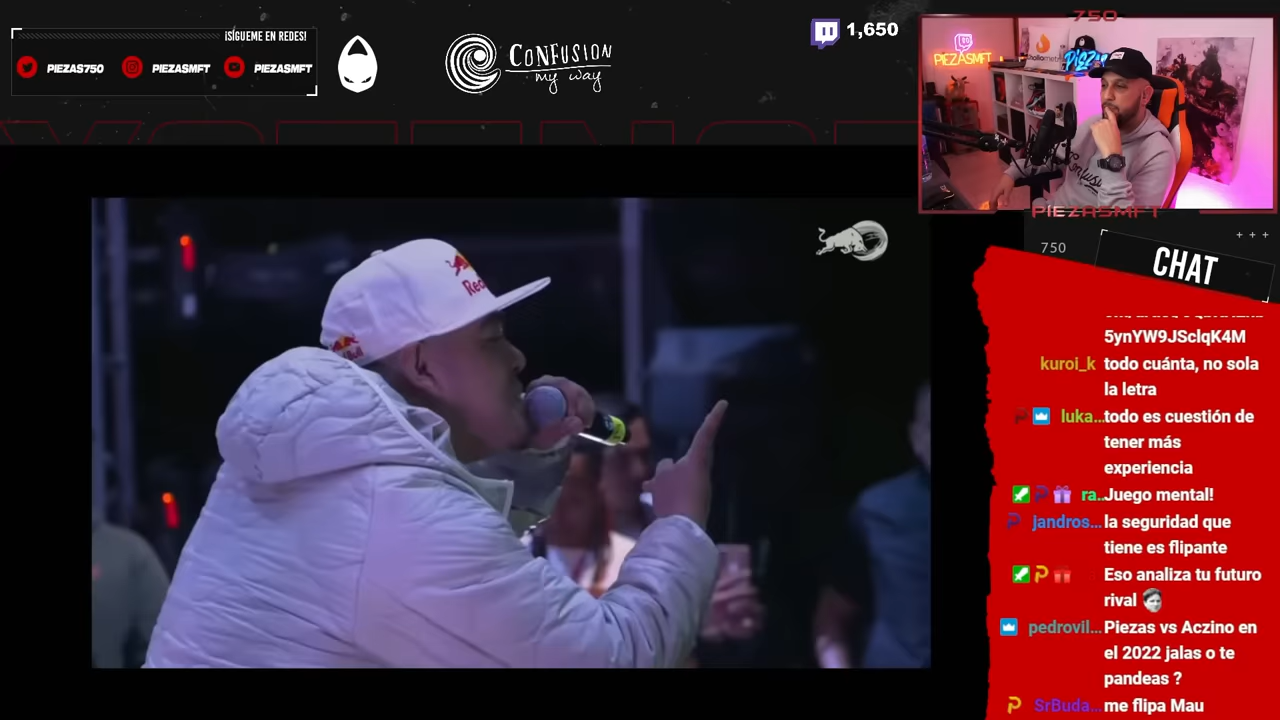 ¡SÍGUEME EN REDES!
PIEZAS750
PIEZASMFT
PIEZASMFT
CONFUSION
my way
1,650
750
PIEZASMFT
PIEZASMFT
750
CHAT
5ynYW9JSclqK4M
kuroi_k todo cuánta, no sola
la letra
luka... todo es cuestión de
tener más
experiencia
ra... Juego mental!
jandros... la seguridad que
tiene es flipante
Eso analiza tu futuro
rival
pedrovil... Piezas vs Aczino en
el 2022 jalas o te
pandeas ?
SrBuda... me flipa Mau